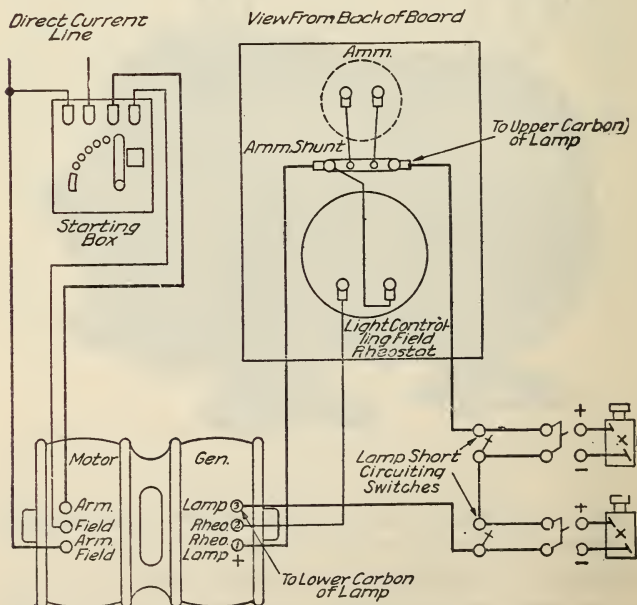 Direct Current
Line
View From Back of Board
Amm.
Amm. Shunt
To Upper Carbon)
of Lamp
Starting
Box
Light Control-
ling Field
Rheostat
Motor
Gen.
Arm.
Field
Arm.
Field
Lamp 3
Rheo. 2
Rheo. 1
Lamp +
To Lower Carbon
of Lamp
Lamp Short
Circuiting
Switches
+
-
X
+
-
X